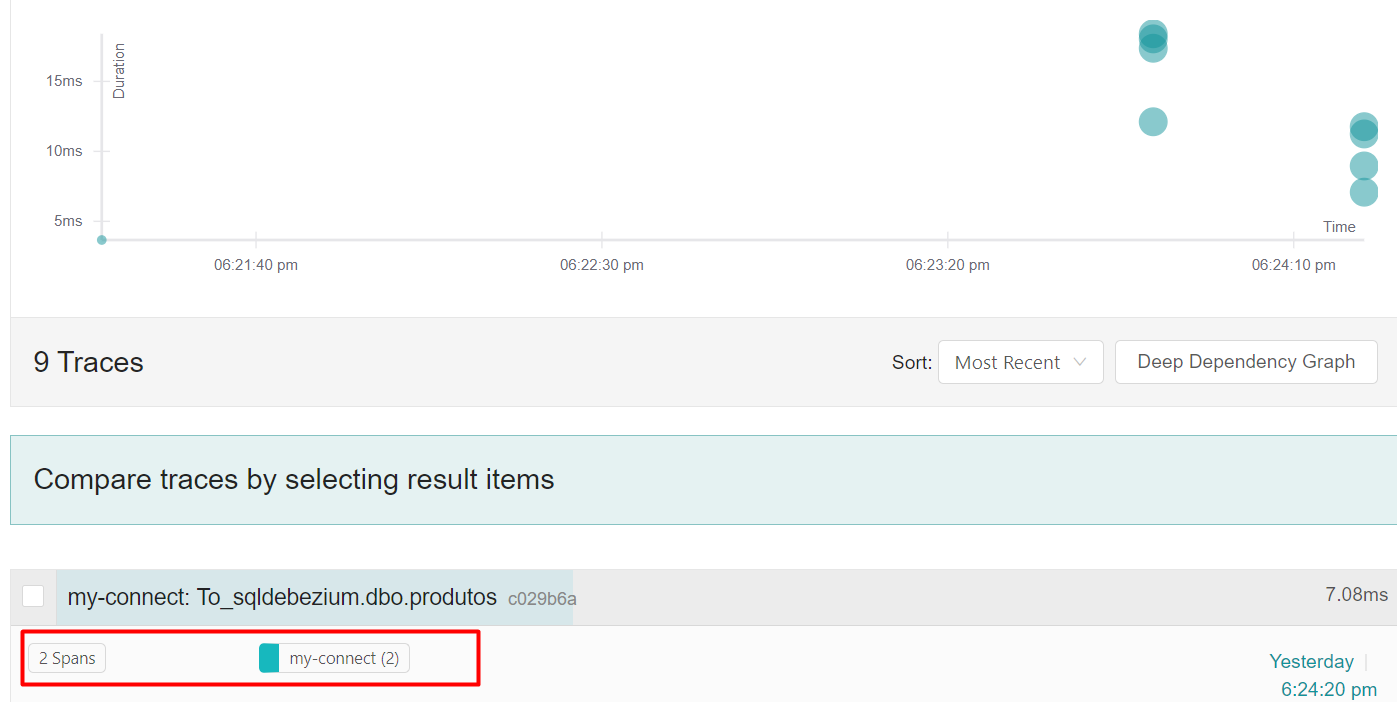 Duration
15ms
10ms
5ms
Time
06:21:40 pm
06:22:30 pm
06:23:20 pm
06:24:10 pm
9 Traces
Sort:
Most Recent
Deep Dependency Graph
Compare traces by selecting result items
my-connect: To_sqldebezium.dbo.produtos c029b6a
7.08ms
2 Spans
my-connect (2)
Yesterday
6:24:20 pm